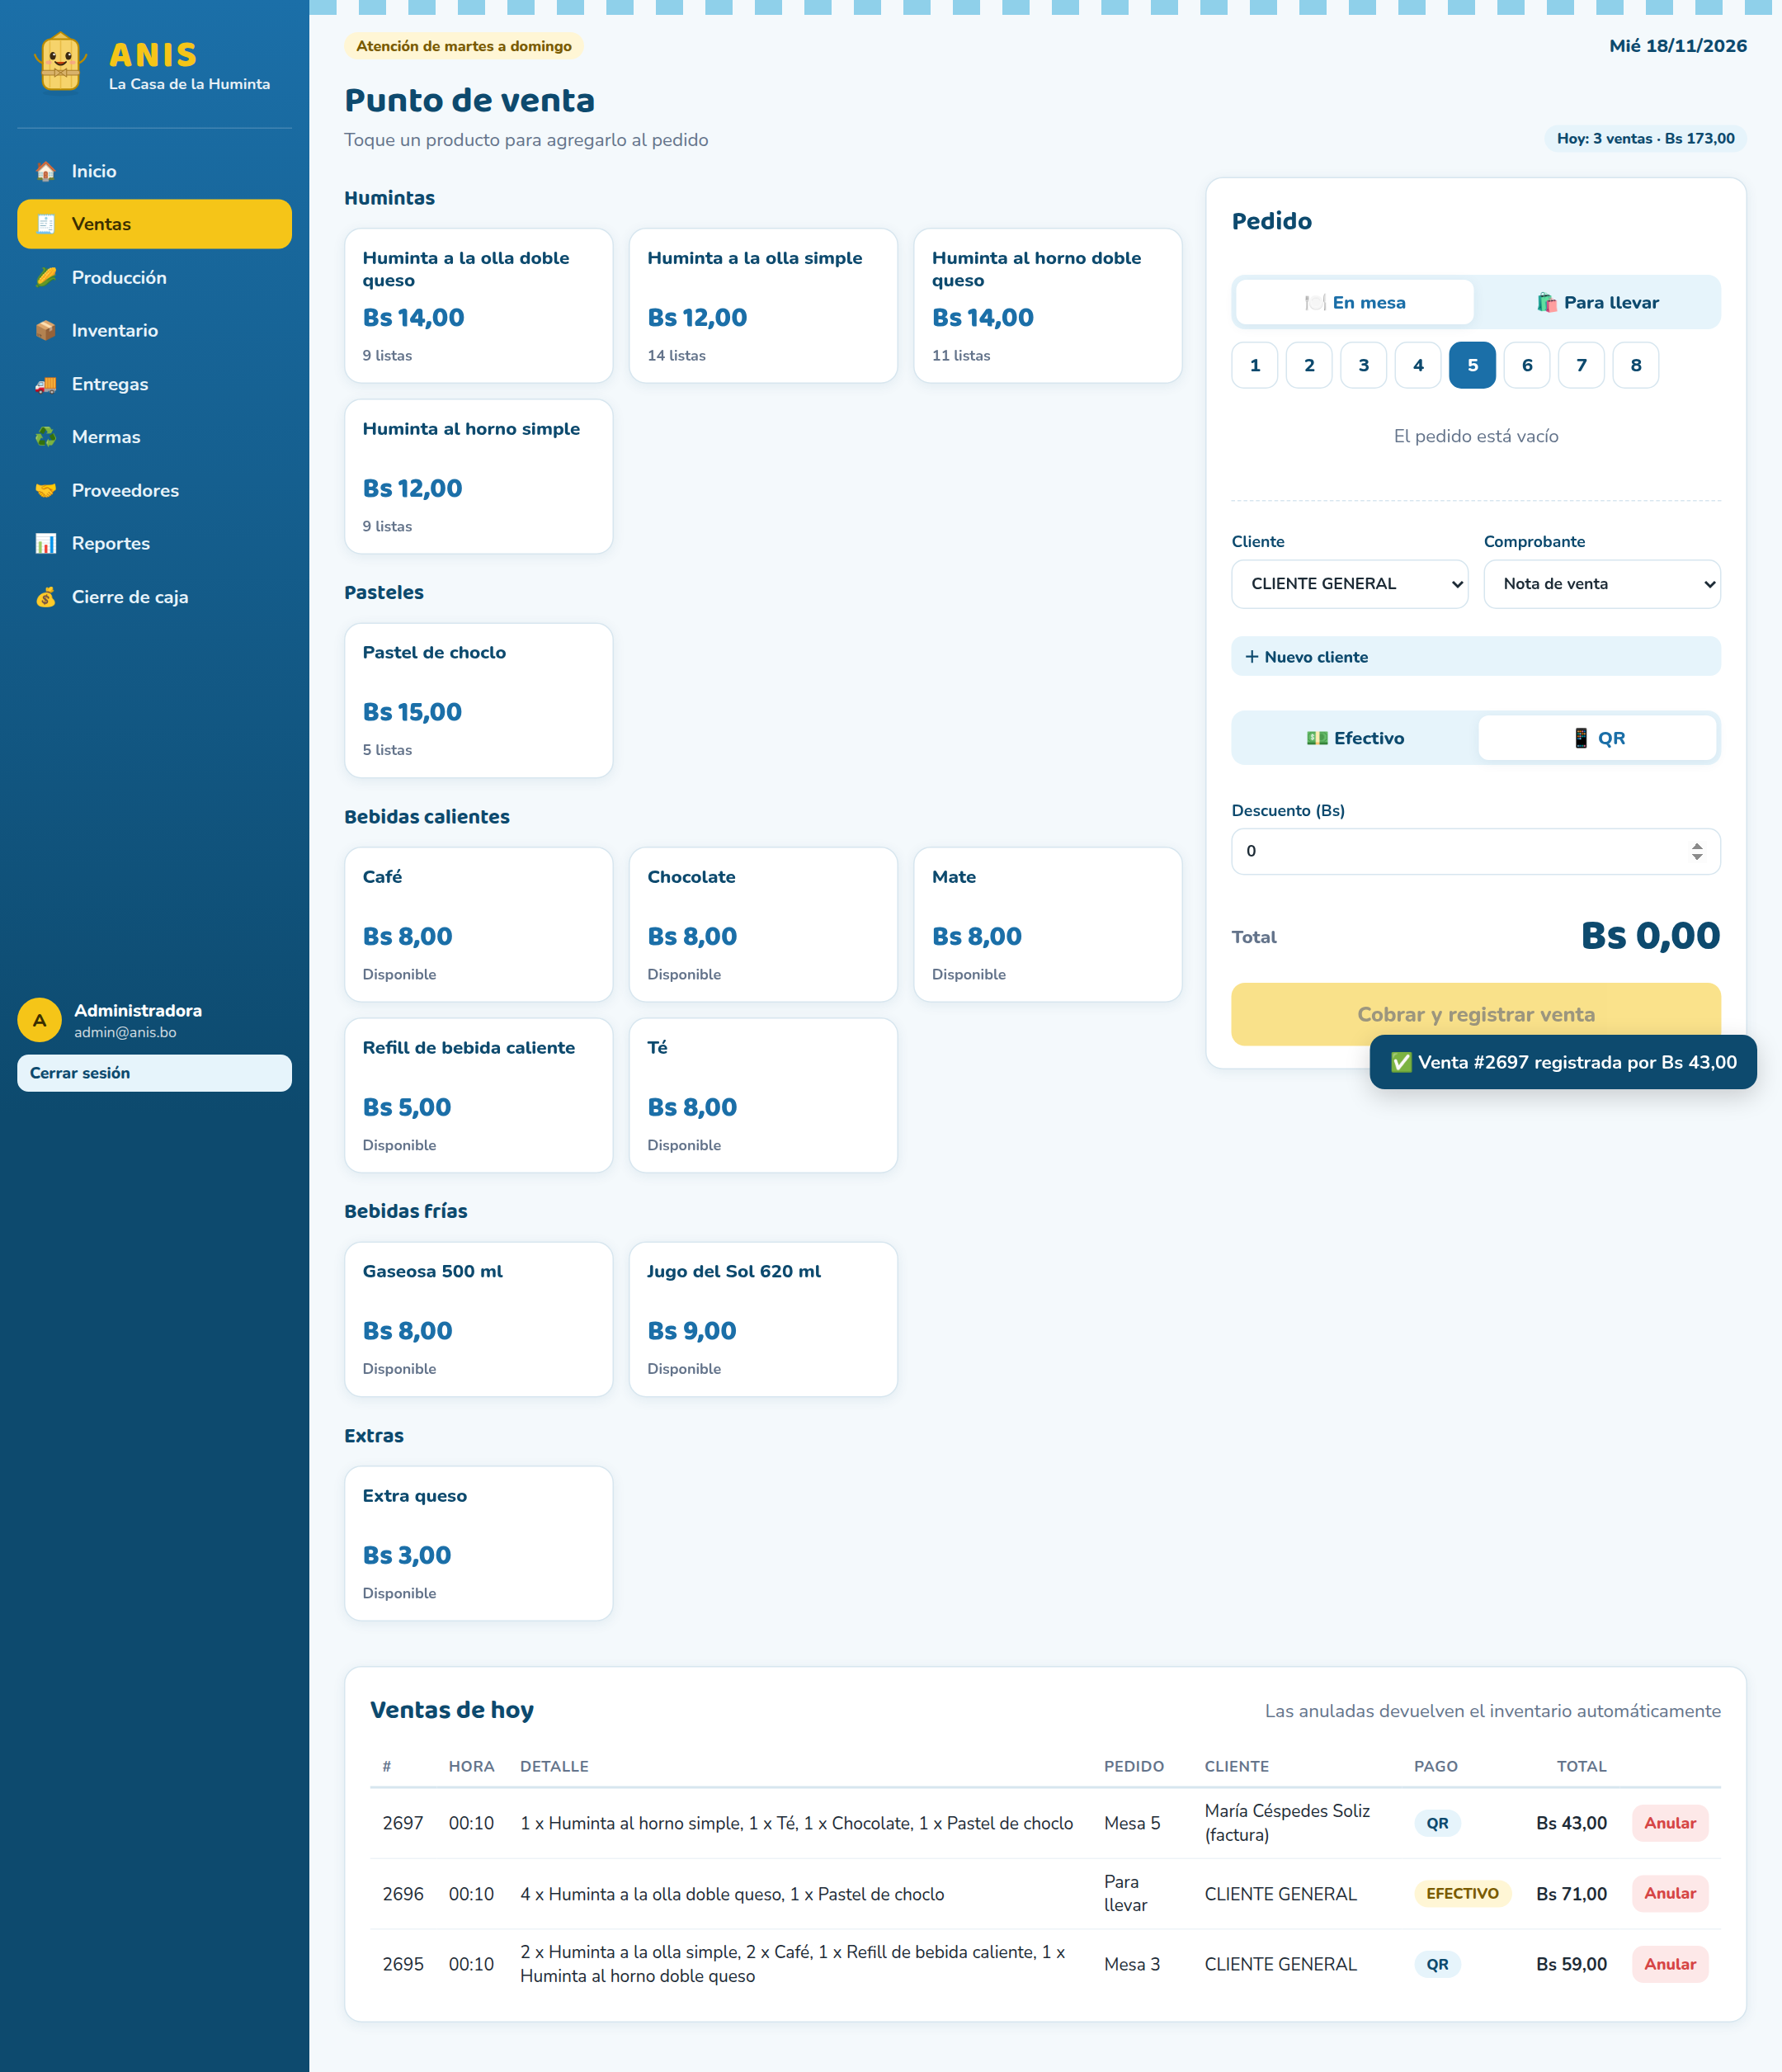 ANIS
La Casa de la Huminta
Inicio
Ventas
Producción
Inventario
Entregas
Mermas
Proveedores
Reportes
Cierre de caja
A
Administradora
admin@anis.bo
Cerrar sesión
Atención de martes a domingo
Mié 18/11/2026
Punto de venta
Toque un producto para agregarlo al pedido
Hoy: 3 ventas · Bs 173,00
Humintas
Huminta a la olla doble
queso
Bs 14,00
9 listas
Huminta a la olla simple
Bs 12,00
14 listas
Huminta al horno doble
queso
Bs 14,00
11 listas
Huminta al horno simple
Bs 12,00
9 listas
Pasteles
Pastel de choclo
Bs 15,00
5 listas
Bebidas calientes
Café
Bs 8,00
Disponible
Chocolate
Bs 8,00
Disponible
Mate
Bs 8,00
Disponible
Refill de bebida caliente
Bs 5,00
Disponible
Té
Bs 8,00
Disponible
Bebidas frías
Gaseosa 500 ml
Bs 8,00
Disponible
Jugo del Sol 620 ml
Bs 9,00
Disponible
Extras
Extra queso
Bs 3,00
Disponible
Pedido
En mesa
Para llevar
1 2 3 4 5 6 7 8
El pedido está vacío
Cliente
CLIENTE GENERAL
Comprobante
Nota de venta
+ Nuevo cliente
Efectivo
QR
Descuento (Bs)
0
Total
Bs 0,00
Cobrar y registrar venta
✅ Venta #2697 registrada por Bs 43,00
Ventas de hoy
Las anuladas devuelven el inventario automáticamente
# HORA DETALLE PEDIDO CLIENTE PAGO TOTAL
2697 00:10 1 x Huminta al horno simple, 1 x Té, 1 x Chocolate, 1 x Pastel de choclo Mesa 5 María Céspedes Soliz
(factura) QR Bs 43,00 Anular
2696 00:10 4 x Huminta a la olla doble queso, 1 x Pastel de choclo Para
llevar CLIENTE GENERAL EFECTIVO Bs 71,00 Anular
2695 00:10 2 x Huminta a la olla simple, 2 x Café, 1 x Refill de bebida caliente, 1 x
Huminta al horno doble queso Mesa 3 CLIENTE GENERAL QR Bs 59,00 Anular